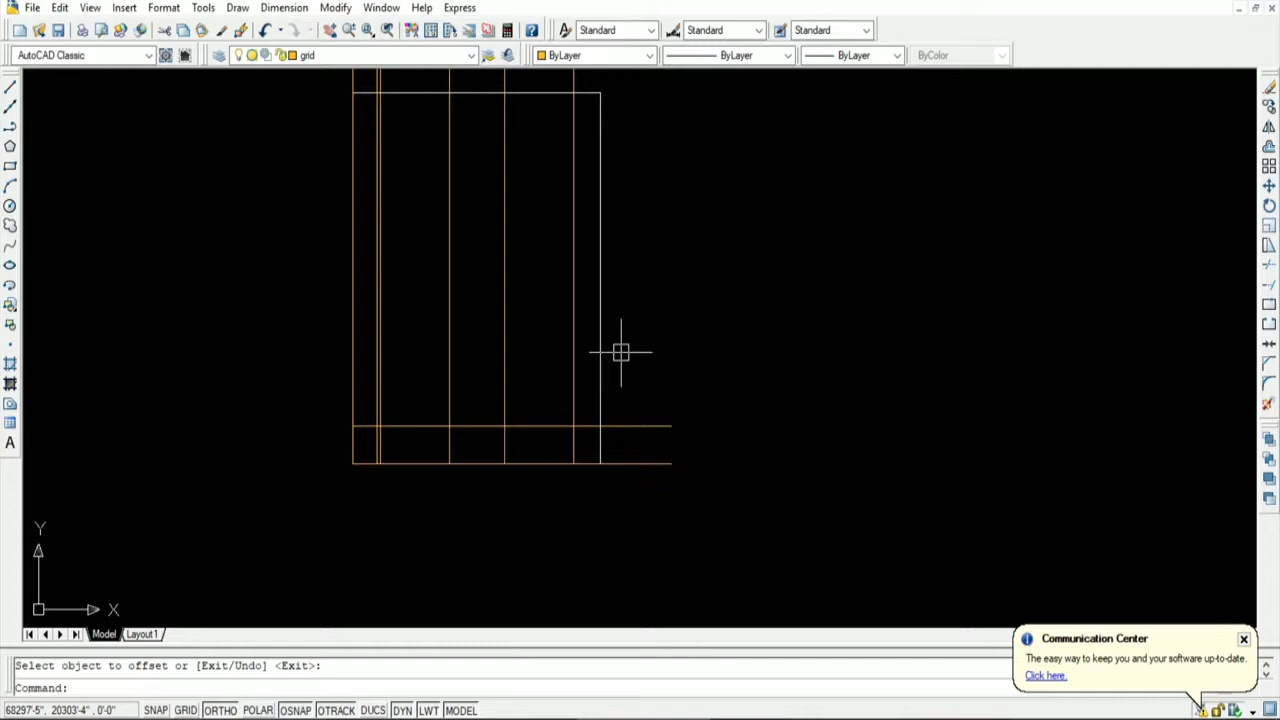 File Edit View Insert Format Tools Draw Dimension Modify Window Help Express
Standard Standard Standard
AutoCAD Classic grid ByLayer ByLayer ByLayer ByColor
A
Y
X
Model Layout1
Communication Center
The easy way to keep you and your software up-to-date.
Click here.
Select object to offset or [Exit/Undo] <Exit>:
Command:
68297'-5", 20303'-4" , 0'-0" SNAP GRID ORTHO POLAR OSNAP OTRACK DUCS DYN LWT MODEL